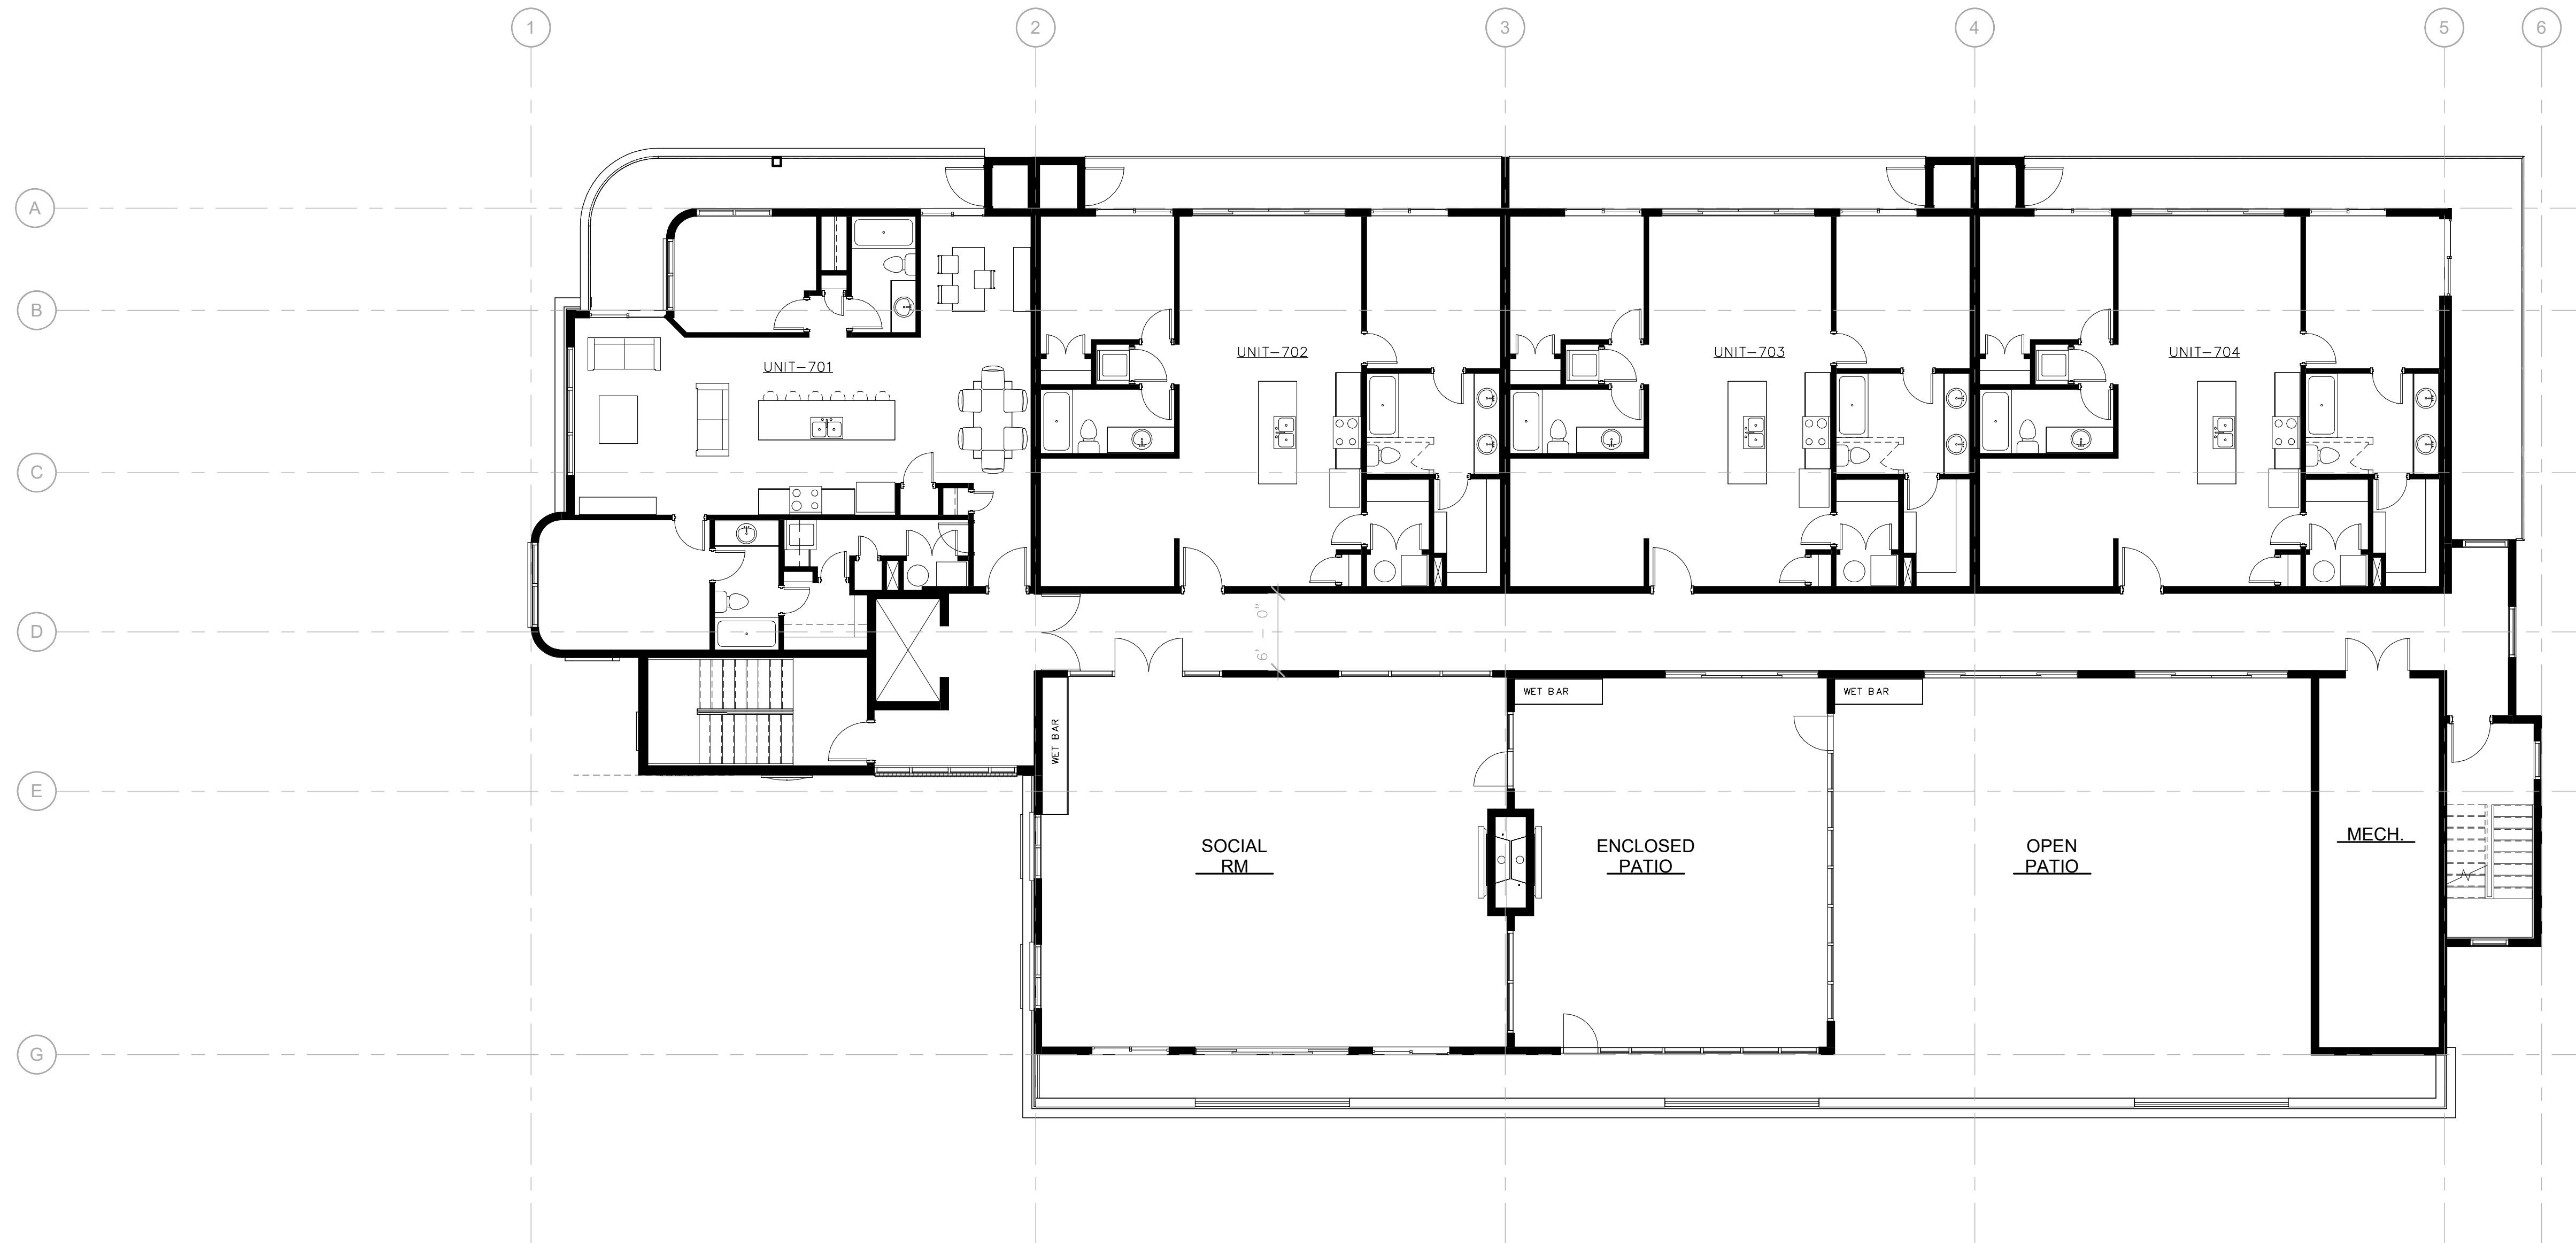 1
2
3
4
5
6
A
B
C
D
E
G
UNIT-701
UNIT-702
UNIT-703
UNIT-704
6' - 0"
WET BAR
WET BAR
WET BAR
SOCIAL
RM
ENCLOSED
PATIO
OPEN
PATIO
MECH.